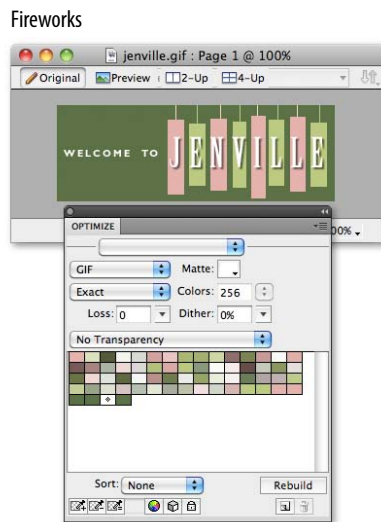 Fireworks
jenville.gif : Page 1 @ 100%
Original Preview 2-Up 4-Up
WELCOME TO JENVILLE
00%
OPTIMIZE
GIF Matte:
Exact Colors: 256
Loss: 0 Dither: 0%
No Transparency
Sort: None Rebuild